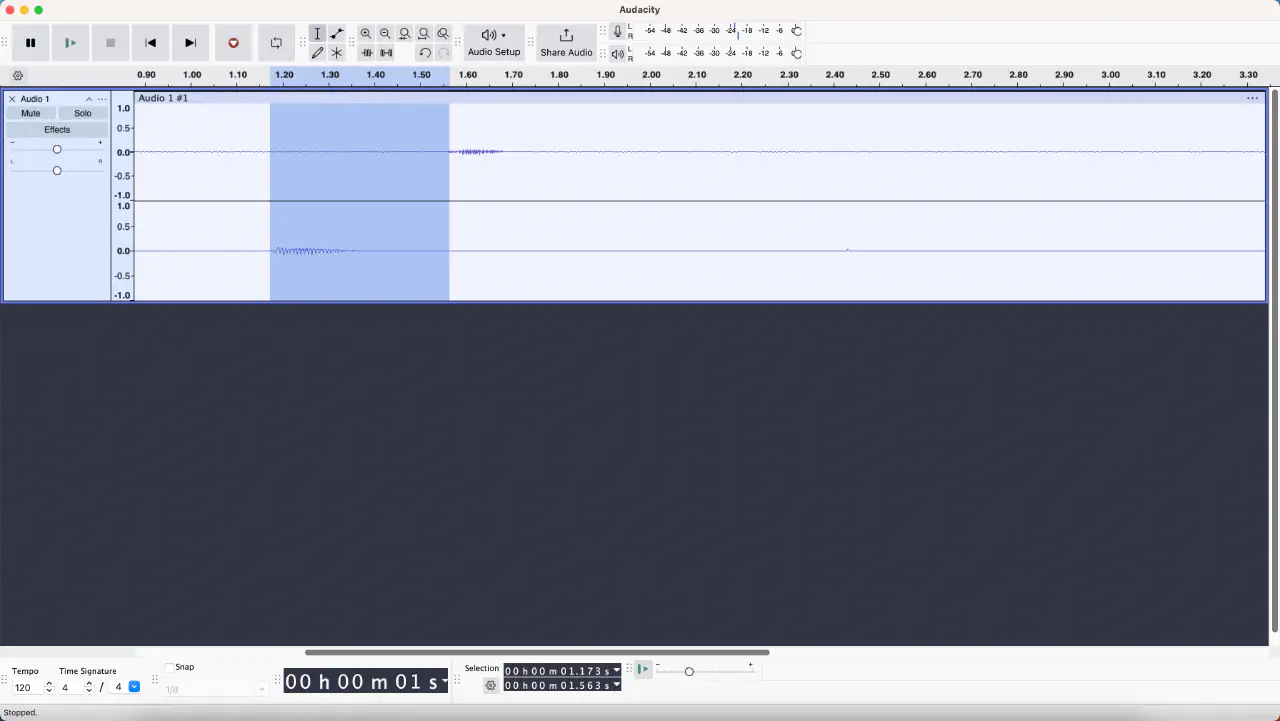 Audacity
Audio Setup
Share Audio
L
R
-54 -48 -42 -36 -30 -24 -18 -12 -6
L
R
-54 -48 -42 -36 -30 -24 -18 -12 -6
0.90 1.00 1.10 1.20 1.30 1.40 1.50 1.60 1.70 1.80 1.90 2.00 2.10 2.20 2.30 2.40 2.50 2.60 2.70 2.80 2.90 3.00 3.10 3.20 3.30
Audio 1
Audio 1 #1
Mute Solo
Effects
- +
L R
1.0
0.5
0.0
-0.5
-1.0
1.0
0.5
0.0
-0.5
-1.0
Tempo
120
Time Signature
4 / 4
Snap
1/8
00 h 00 m 01 s
Selection
00 h 00 m 01.173 s
00 h 00 m 01.563 s
- +
Stopped.